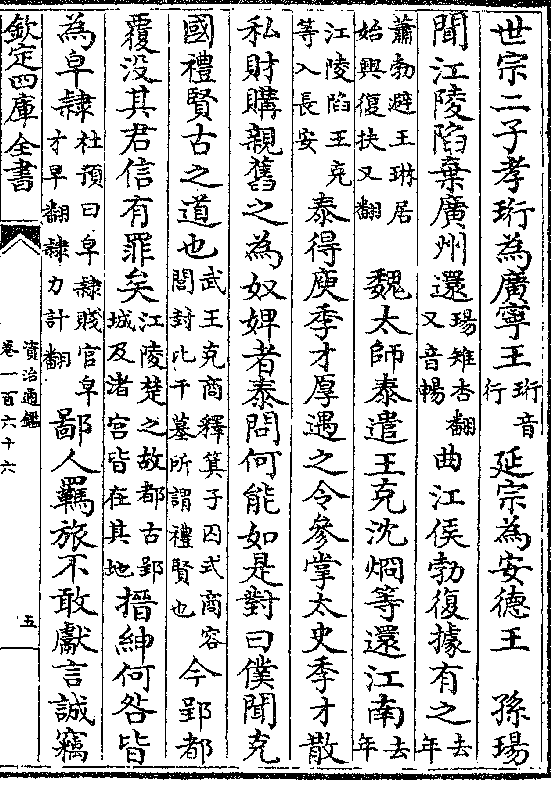 世宗二子孝珩為廣寧王珩音行延宗為安德王　孫瑒
聞江陵陷棄廣州還瑒雉杏翻又音暢曲江侯勃復據有之去年
蕭勃避王琳居始興復扶又翻　魏太師泰遣王克沈烱等還江南去年
江陵陷王克等入長安泰得庾季才厚遇之令參掌太史季才散
私財購親舊之為奴婢者泰問何能如是對曰僕聞克
國禮賢古之道也武王克商釋箕子囚式商容閭封比干墓所謂禮賢也今郢都
覆没其君信有罪矣江陵楚之故都古郢城及渚宮皆在其地搢紳何咎皆
為皁隸杜預曰皁隸賤官皁才早翻隸力計翻鄙人羈旅不敢獻言誠竊
欽定四庫全書
資治通鑑
卷一百六十六
五